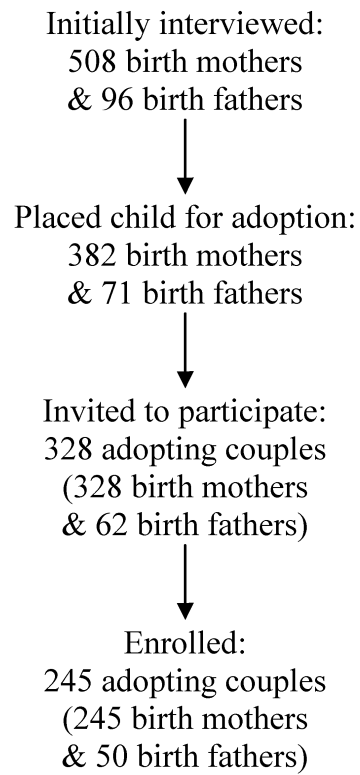 Initially interviewed:
508 birth mothers
& 96 birth fathers
Placed child for adoption:
382 birth mothers
& 71 birth fathers
Invited to participate:
328 adopting couples
(328 birth mothers
& 62 birth fathers)
Enrolled:
245 adopting couples
(245 birth mothers
& 50 birth fathers)